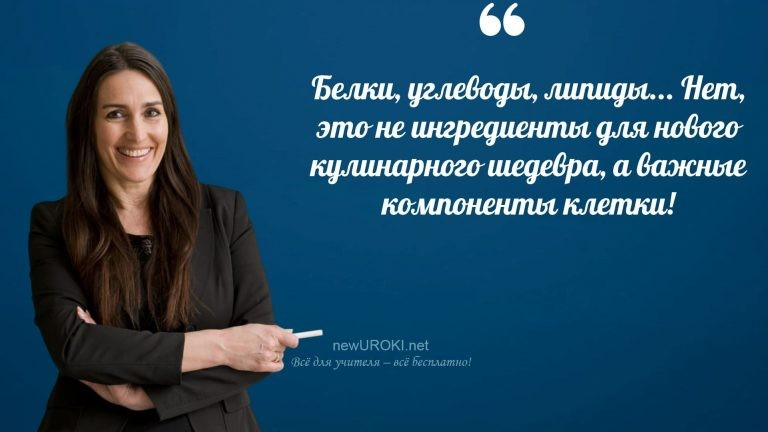 Белки, углеводы, липиды... Нет,
это не ингредиенты для нового
кулинарного шедевра, а важные
компоненты клетки!
newUROKI.net
Всё для учителя – всё бесплатно!